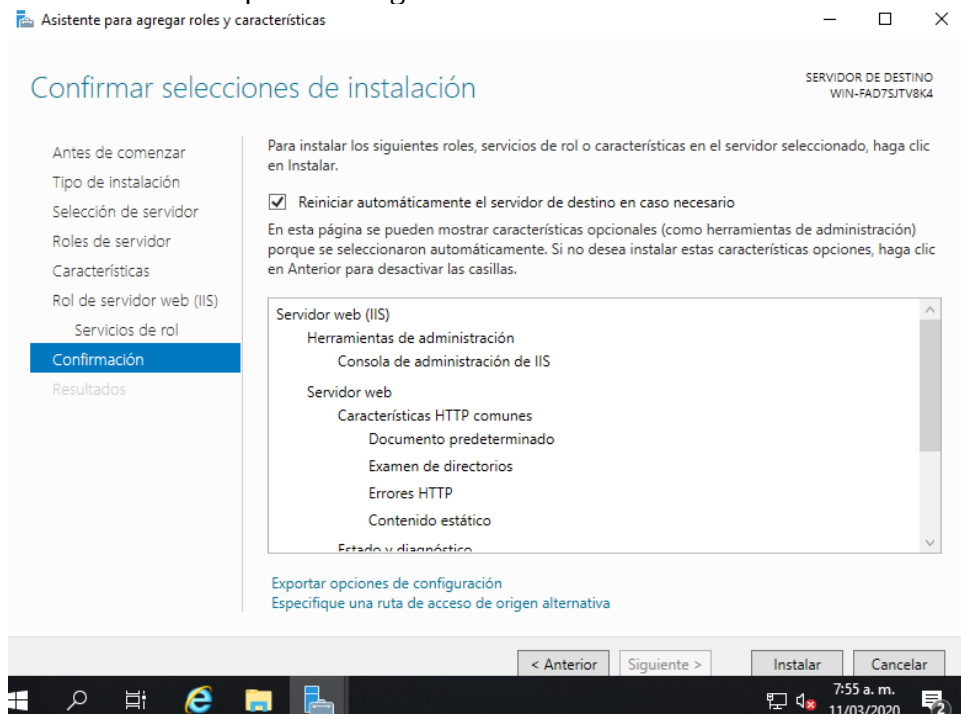 Asistente para agregar roles y características
Confirmar selecciones de instalación
SERVIDOR DE DESTINO
WIN-FAD7SJTV8K4
Antes de comenzar
Tipo de instalación
Selección de servidor
Roles de servidor
Características
Rol de servidor web (IIS)
Servicios de rol
Confirmación
Resultados
Para instalar los siguientes roles, servicios de rol o características en el servidor seleccionado, haga clic
en Instalar.
Reiniciar automáticamente el servidor de destino en caso necesario
En esta página se pueden mostrar características opcionales (como herramientas de administración)
porque se seleccionaron automáticamente. Si no desea instalar estas características opciones, haga clic
en Anterior para desactivar las casillas.
Servidor web (IIS)
Herramientas de administración
Consola de administración de IIS
Servidor web
Características HTTP comunes
Documento predeterminado
Examen de directorios
Errores HTTP
Contenido estático
Estado y diagnóstico
Exportar opciones de configuración
Especifique una ruta de acceso de origen alternativa
< Anterior
Siguiente >
Instalar
Cancelar
7:55 a. m.
11/03/2020
2